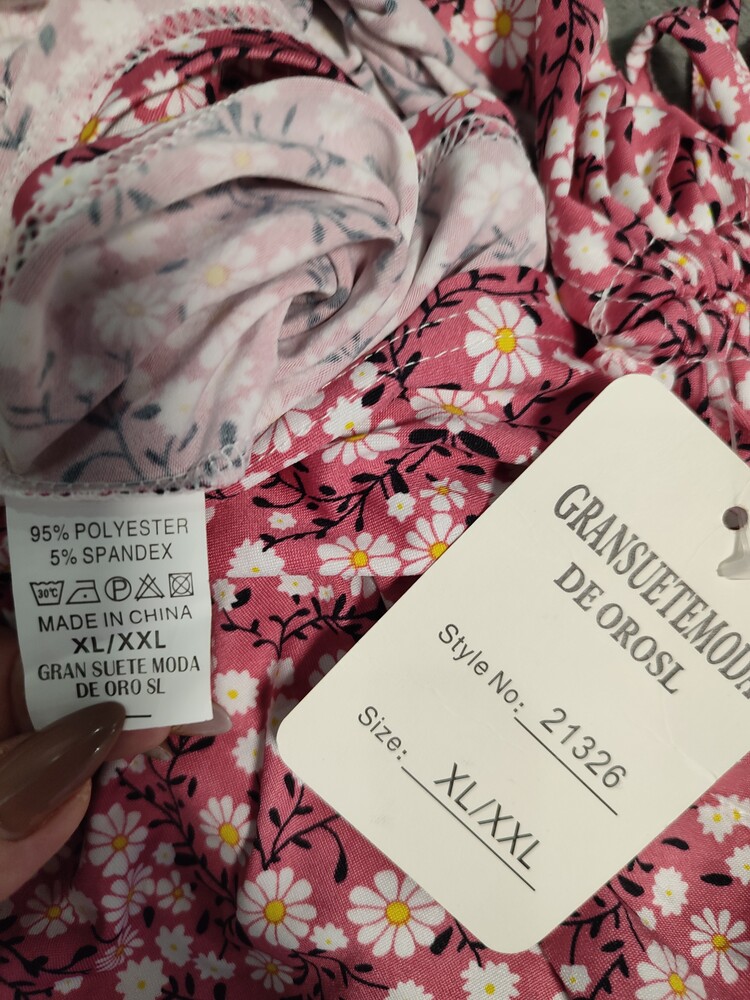 95% POLYESTER
5% SPANDEX
30℃ P
MADE IN CHINA
XL/XXL
GRAN SUETE MODA
DE ORO SL
GRANSUETEMODA
DE OROSL
Style No: 21326
Size: XL/XXL